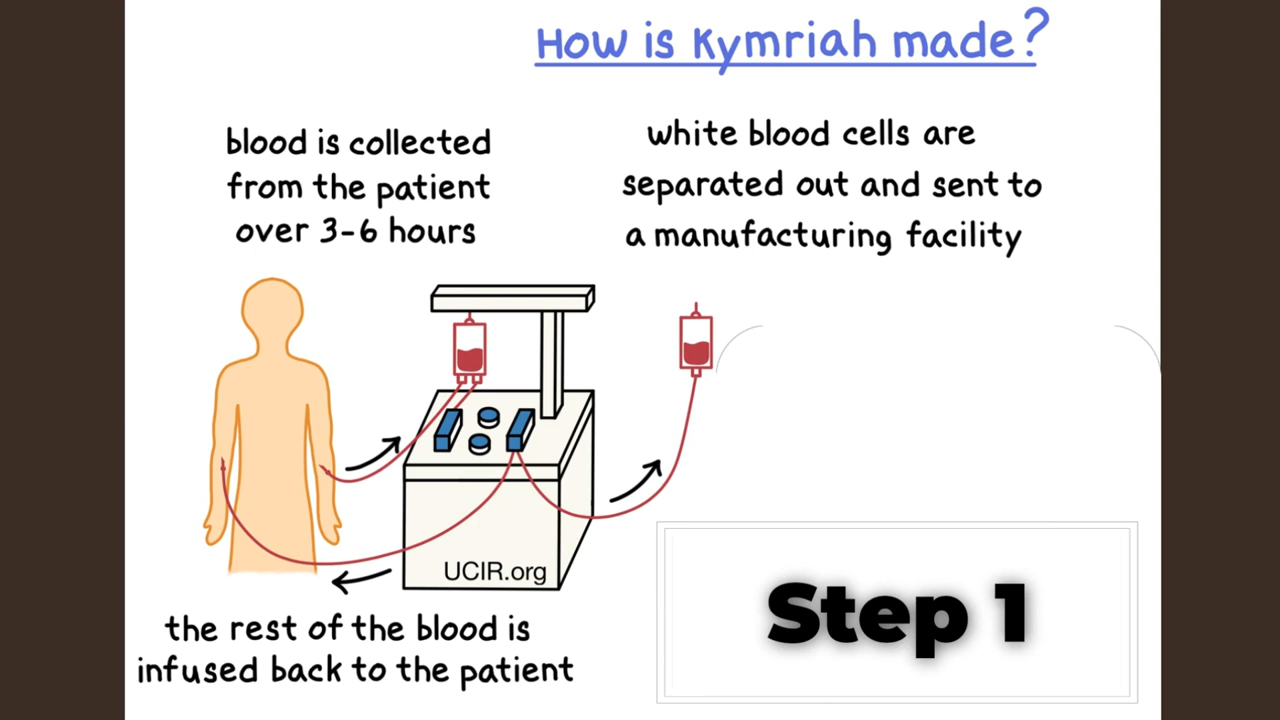 How is Kymriah made?
blood is collected
from the patient
over 3-6 hours
white blood cells are
separated out and sent to
a manufacturing facility
UCIR.org
the rest of the blood is
infused back to the patient
Step 1